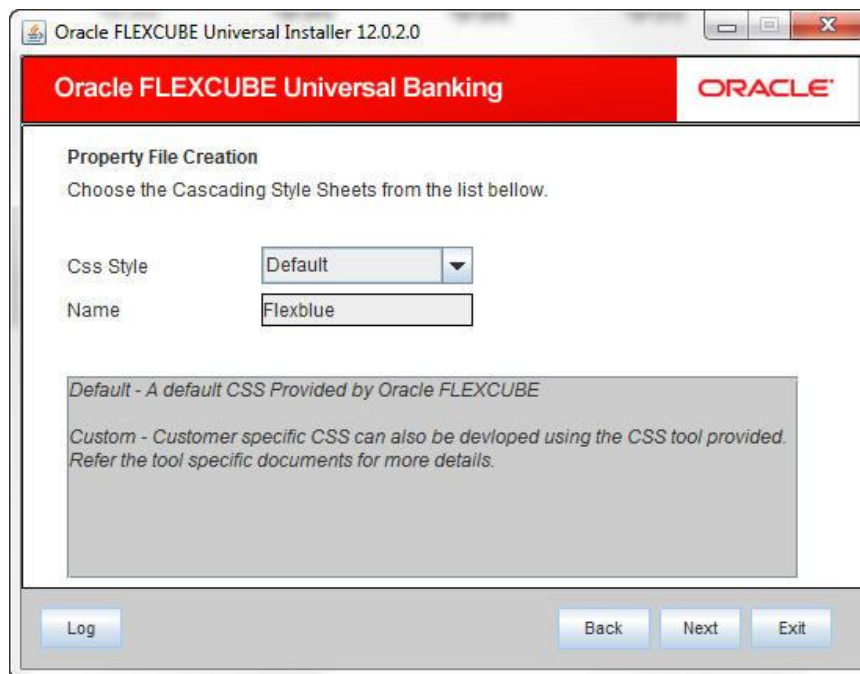 Oracle FLEXCUBE Universal Installer 12.0.2.0
Oracle FLEXCUBE Universal Banking
ORACLE
Property File Creation
Choose the Cascading Style Sheets from the list bellow.
Css Style
Default
Name
Flexblue
Default - A default CSS Provided by Oracle FLEXCUBE
Custom - Customer specific CSS can also be devloped using the CSS tool provided.
Refer the tool specific documents for more details.
Log
Back
Next
Exit